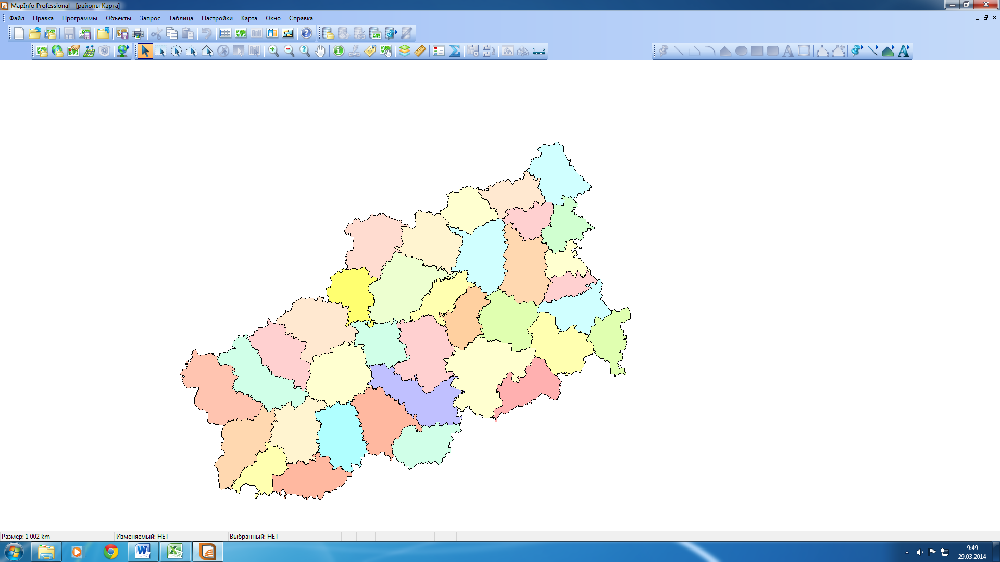 MapInfo Professional - [районы Карта]
Файл Правка Программы Объекты Запрос Таблица Настройки Карта Окно Справка
Размер: 1 002 km Изменяемый: НЕТ Выбранный: НЕТ
9:49
29.03.2014